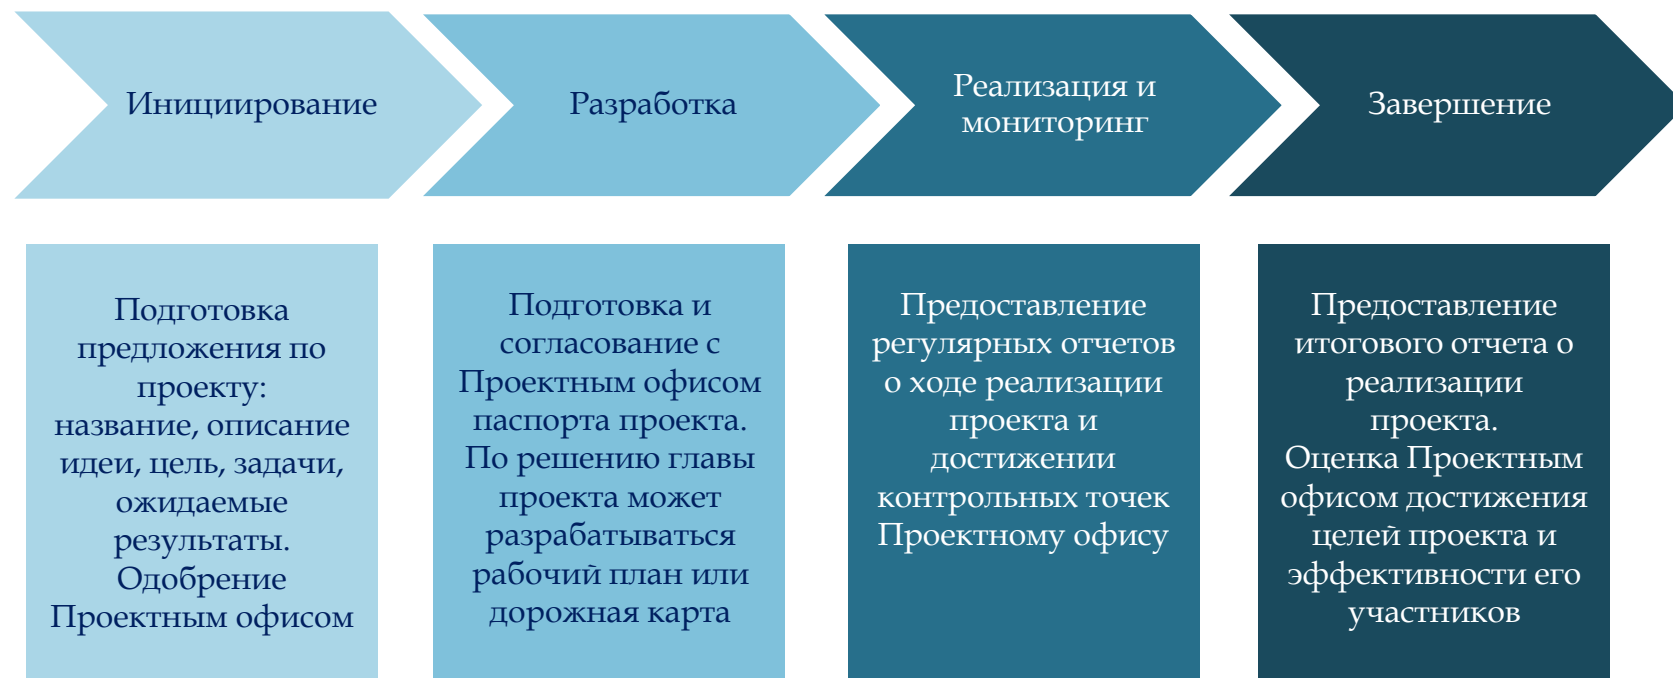 Инициирование
Разработка
Реализация и
мониторинг
Завершение
Подготовка
предложения по
проекту:
название, описание
идеи, цель, задачи,
ожидаемые
результаты.
Одобрение
Проектным офисом
Подготовка и
согласование с
Проектным офисом
паспорта проекта.
По решению главы
проекта может
разрабатываться
рабочий план или
дорожная карта
Предоставление
регулярных отчетов
о ходе реализации
проекта и
достижении
контрольных точек
Проектному офису
Предоставление
итогового отчета о
реализации
проекта.
Оценка Проектным
офисом достижения
целей проекта и
эффективности его
участников